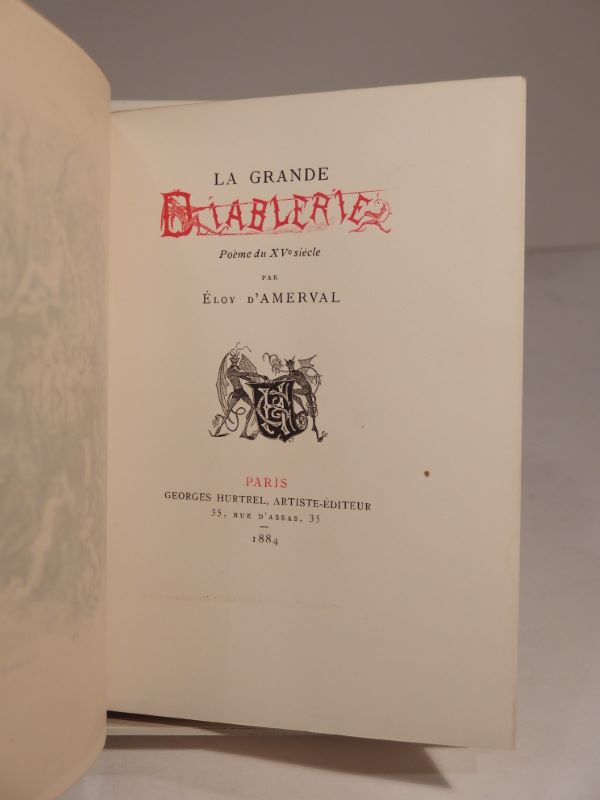 LA GRANDE
DIABLERIE
Poème du XVe siècle
PAR
ÉLOY D'AMERVAL
PARIS
GEORGES HURTREL, ARTISTE-ÉDITEUR
35, RUE D'ASSAS, 35
1884